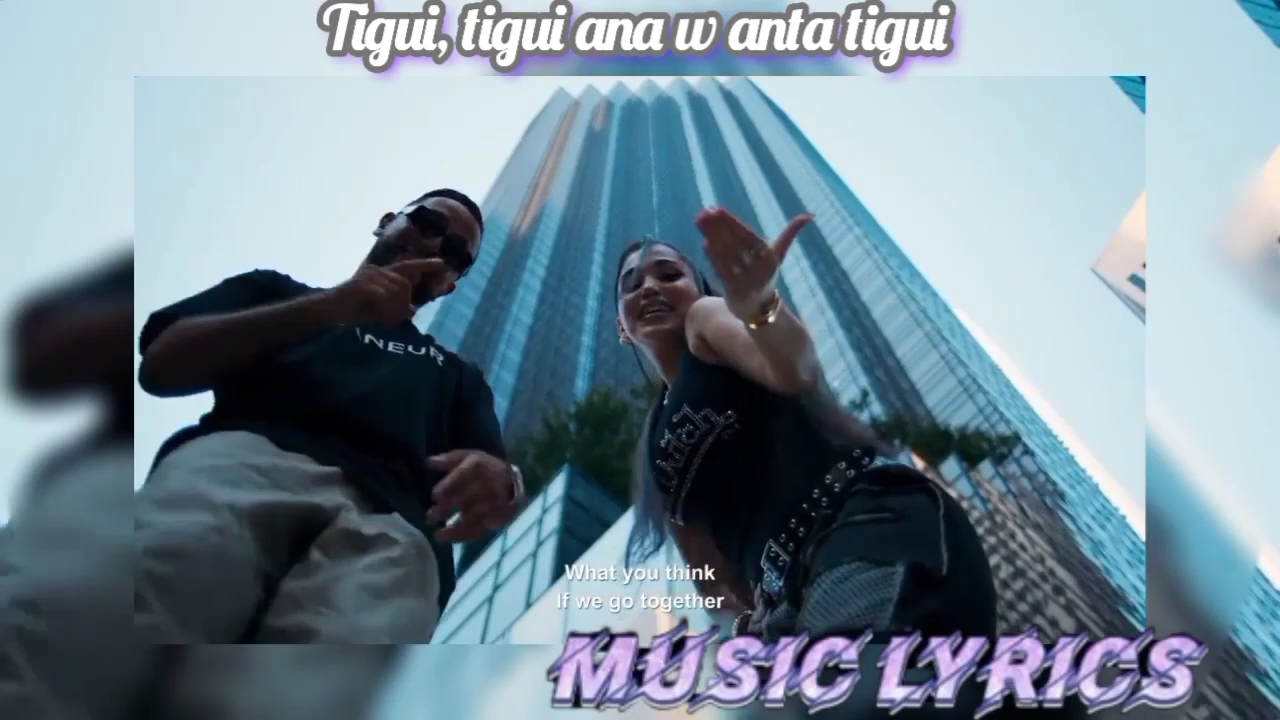 Tigui, tigui ana w anta tigui
NEUR
What you think
If we go together
MUSIC LYRICS